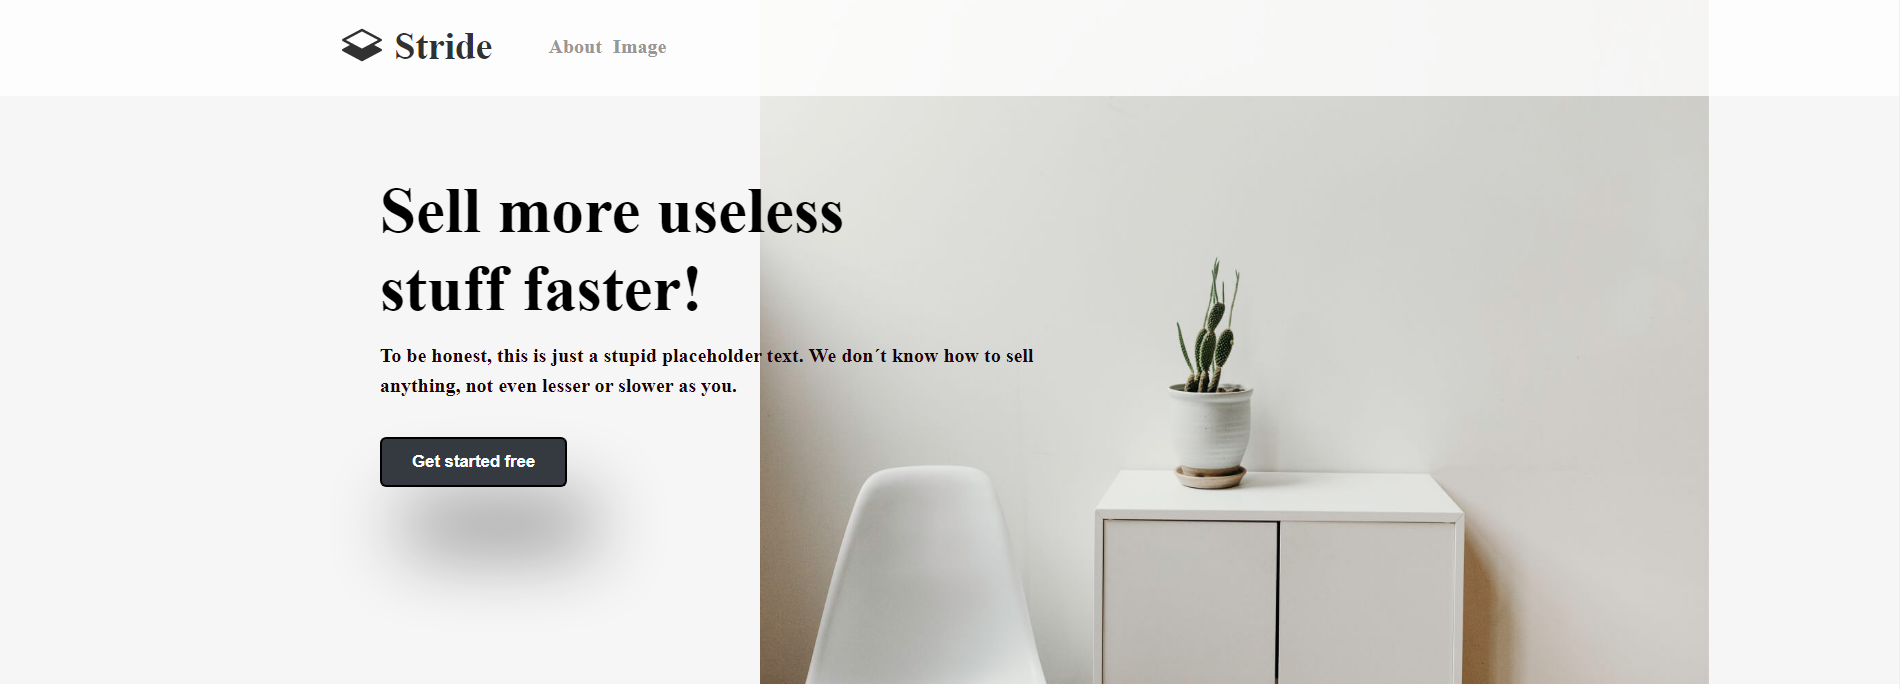 Stride
About Image
Sell more useless
stuff faster!
To be honest, this is just a stupid placeholder text. We don´t know how to sell
anything, not even lesser or slower as you.
Get started free